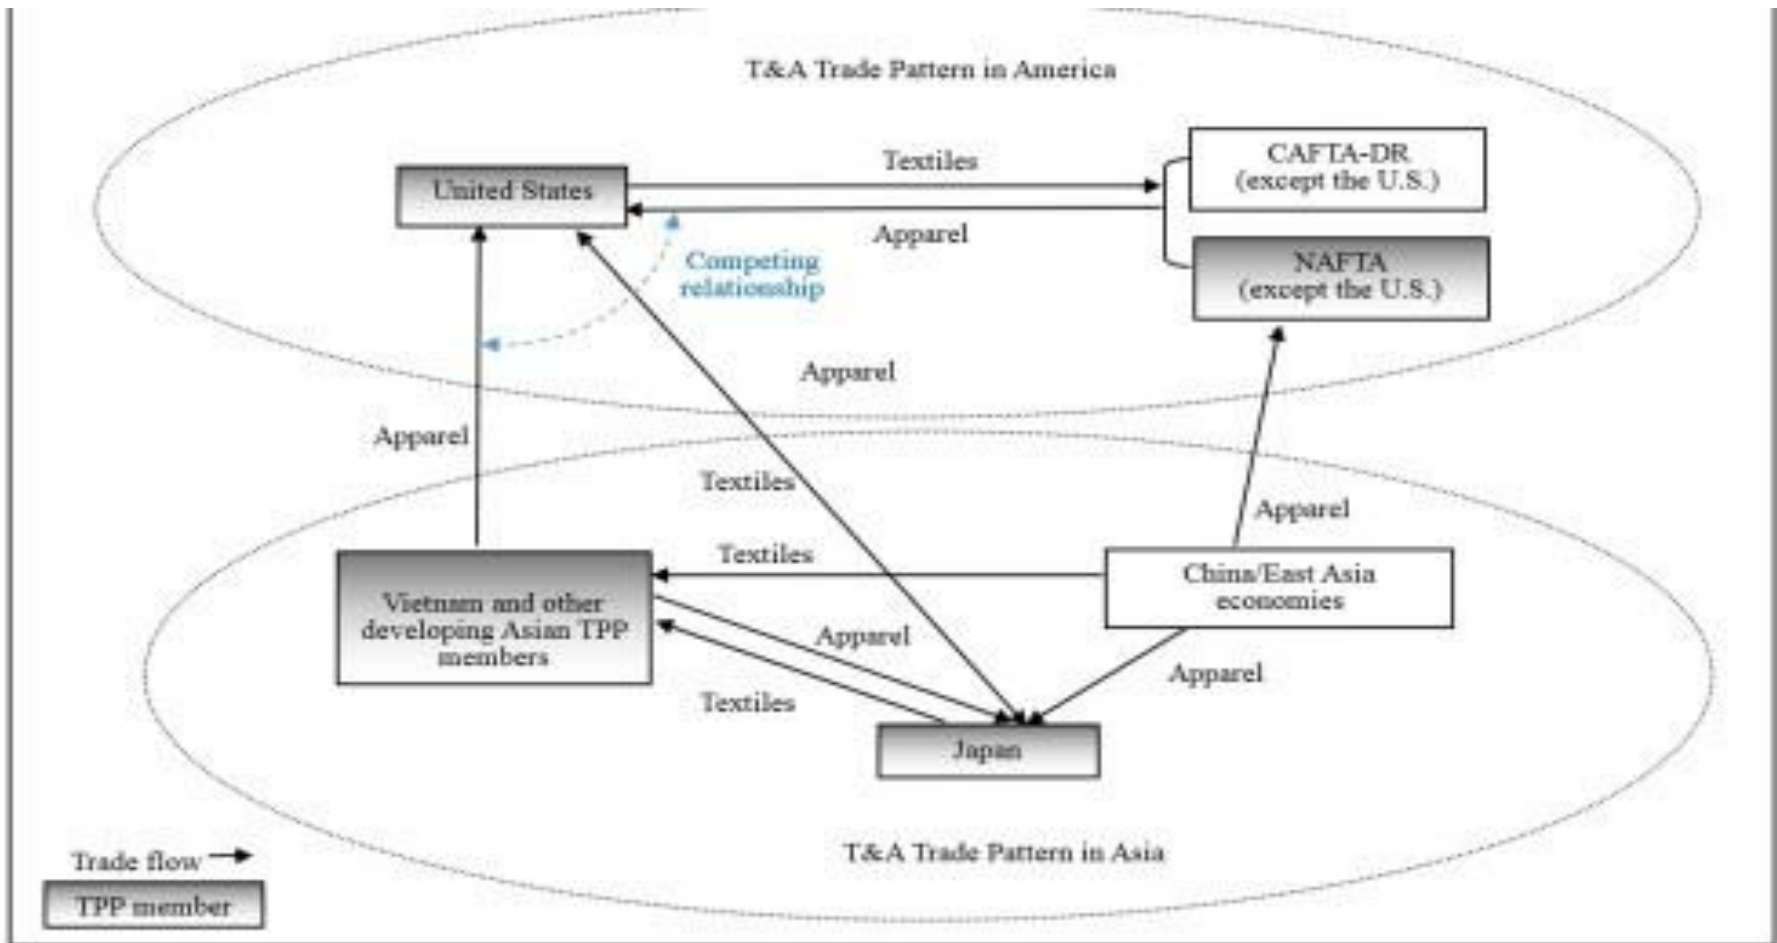 T&A Trade Pattern in America
Textiles
CAFTA-DR
(except the U.S.)
United States
Apparel
NAFTA
(except the U.S.)
Competing
relationship
Apparel
Apparel
Textiles
Apparel
Textiles
China/East Asia
economies
Vietnam and other
developing Asian TPP
members
Apparel
Apparel
Textiles
Japan
T&A Trade Pattern in Asia
Trade flow
TPP member